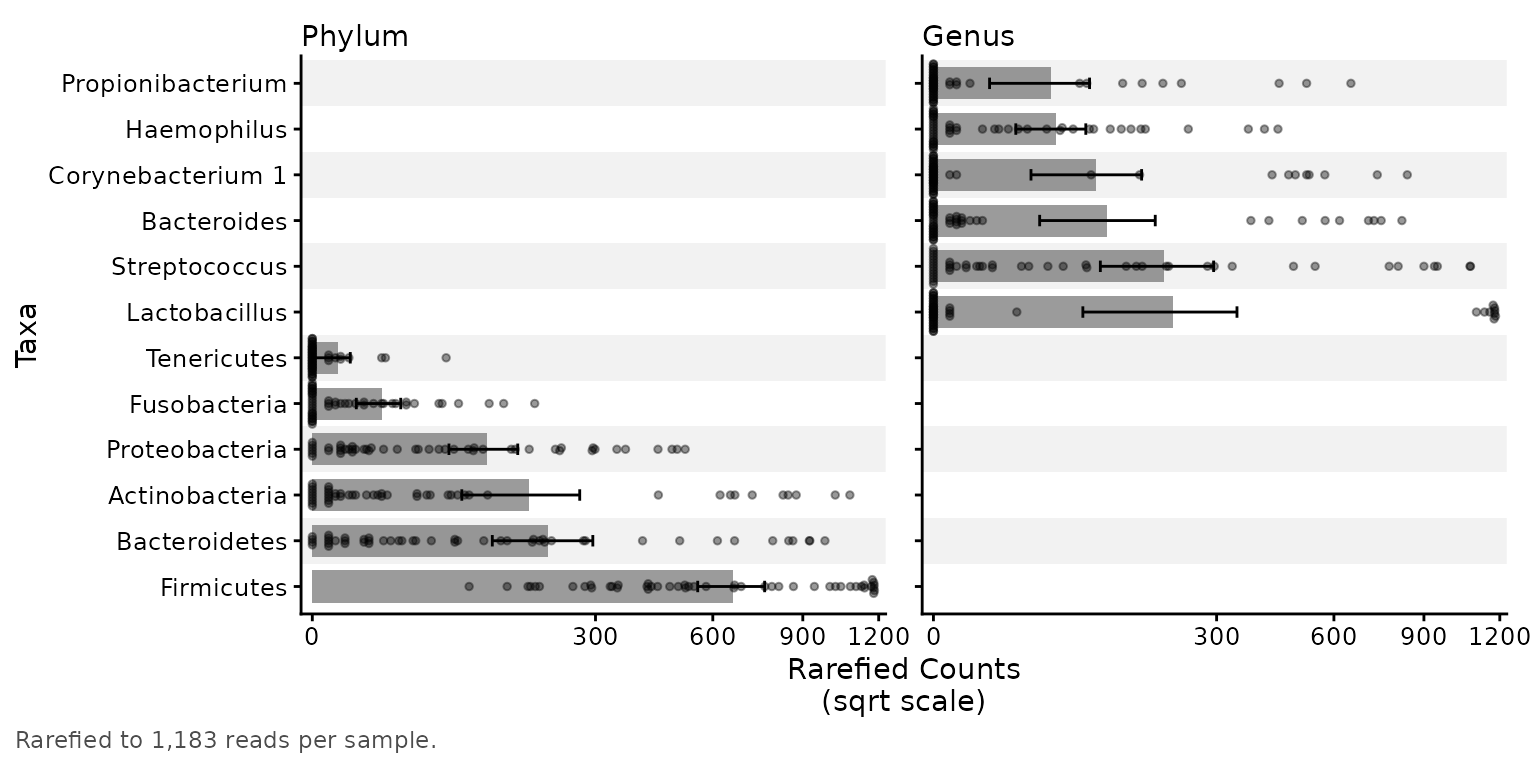 Phylum
Genus
Propionibacterium
Haemophilus
Corynebacterium 1
Bacteroides
Streptococcus
Lactobacillus
Tenericutes
Fusobacteria
Proteobacteria
Actinobacteria
Bacteroidetes
Firmicutes
Taxa
0 300 600 900 1200
0 300 600 900 1200
Rarefied Counts
(sqrt scale)
Rarefied to 1,183 reads per sample.